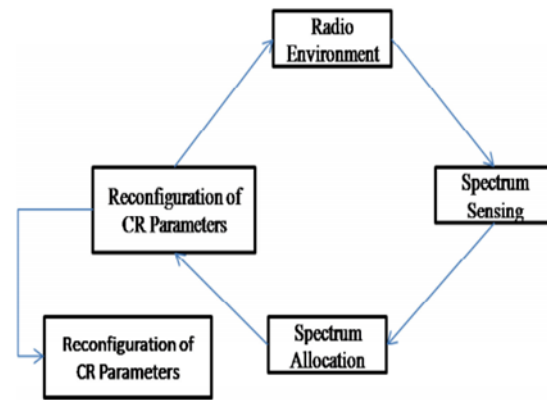 Radio
Environment
Spectrum
Sensing
Reconfiguration of
CR Parameters
Spectrum
Allocation
Reconfiguration of
CR Parameters